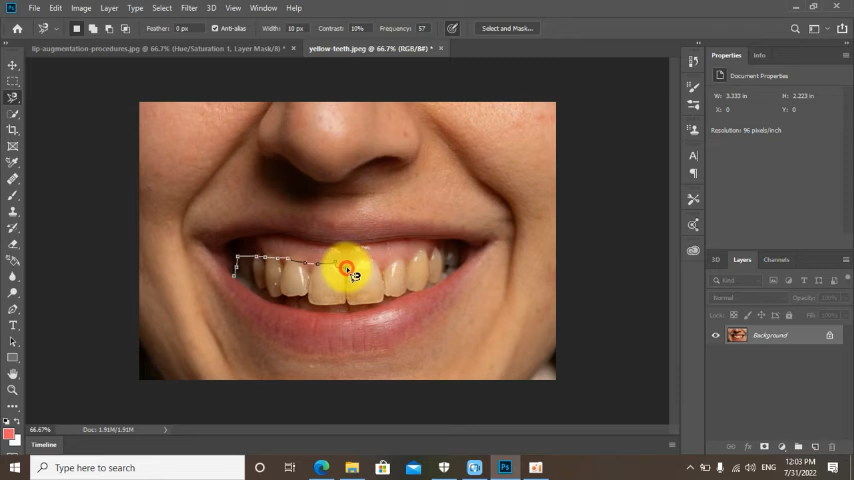 Ps File Edit Image Layer Type Select Filter 3D View Window Help
Feather: 0 px Anti-alias Width: 10 px Contrast: 10% Frequency: 57 Select and Mask...
lip-augmentation-procedures.jpg @ 66.7% (Hue/Saturation 1, Layer Mask/8) * ×
yellow-teeth.jpeg @ 66.7% (RGB/8#) * ×
Properties Info
Document Properties
W: 3.333 in H: 2.223 in
X: 0 Y: 0
Resolution: 96 pixels/inch
3D Layers Channels
Kind
Normal Opacity: 100%
Lock: Fill: 100%
Background
66.67% Doc: 1.91M/1.91M
Timeline
Type here to search
Ps
ENG
12:03 PM
7/31/2022